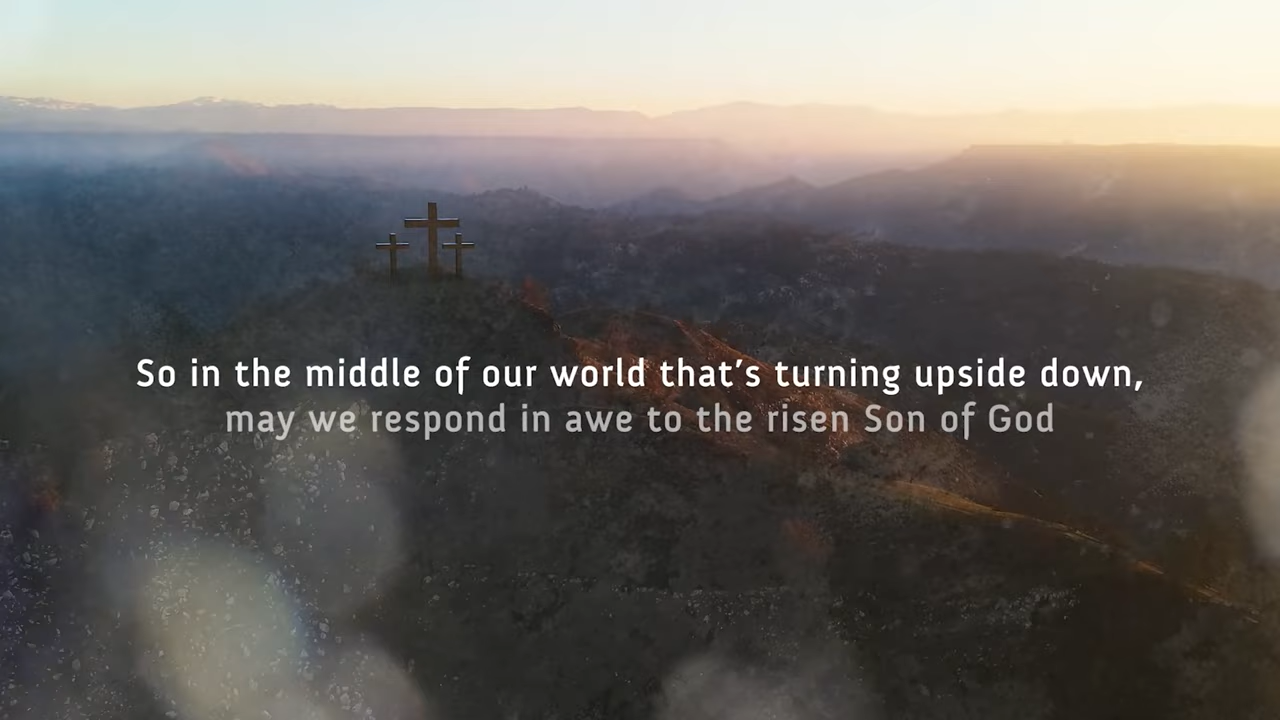 So in the middle of our world that's turning upside down,
may we respond in awe to the risen Son of God